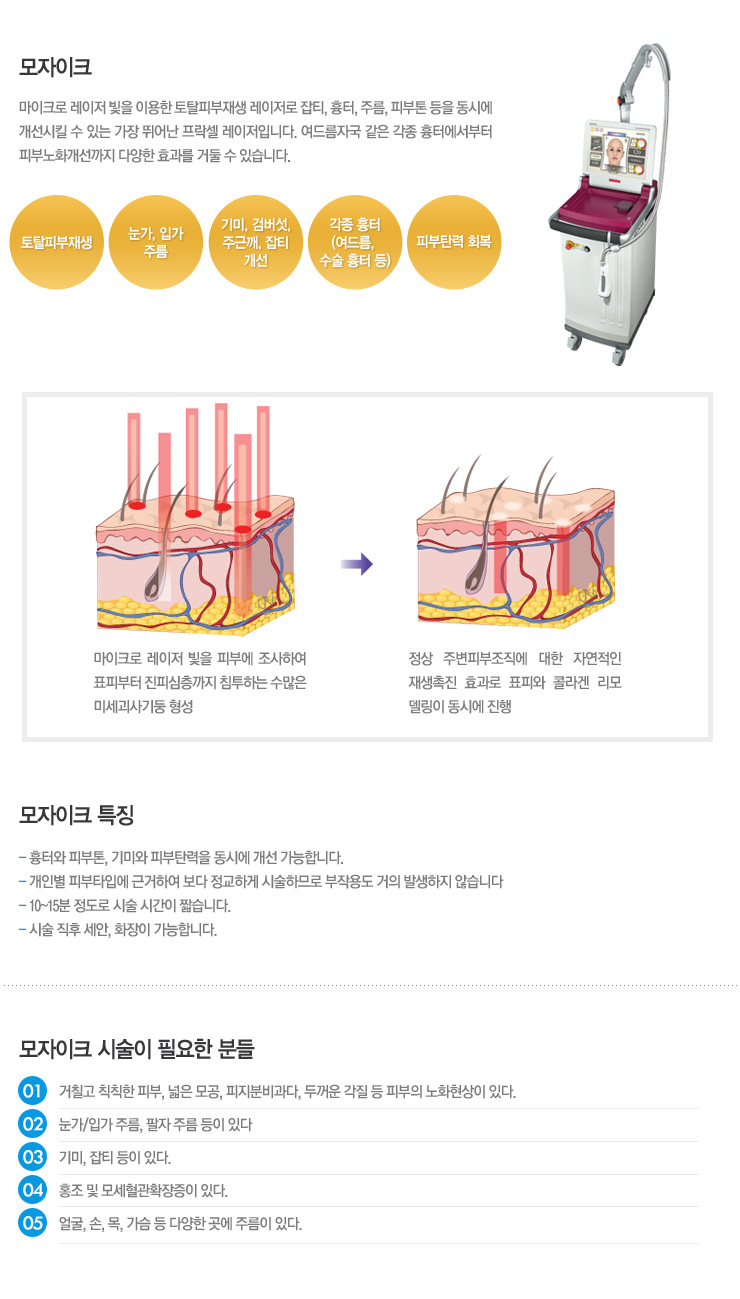 모자이크
마이크로 레이저 빛을 이용한 토탈피부재생 레이저로 잡티, 흉터, 주름, 피부톤 등을 동시에
개선시킬 수 있는 가장 뛰어난 프락셀 레이저입니다. 여드름자국 같은 각종 흉터에서부터
피부노화개선까지 다양한 효과를 거둘 수 있습니다.
토탈피부재생
눈가, 입가
주름
기미, 검버섯,
주근깨, 잡티
개선
각종 흉터
(여드름,
수술 흉터 등)
피부탄력 회복
마이크로 레이저 빛을 피부에 조사하여
표피부터 진피심층까지 침투하는 수많은
미세괴사기둥 형성
정상 주변피부조직에 대한 자연적인
재생촉진 효과로 표피와 콜라겐 리모
델링이 동시에 진행
모자이크 특징
- 흉터와 피부톤, 기미와 피부탄력을 동시에 개선 가능합니다.
- 개인별 피부타입에 근거하여 보다 정교하게 시술하므로 부작용도 거의 발생하지 않습니다
- 10~15분 정도로 시술 시간이 짧습니다.
- 시술 직후 세안, 화장이 가능합니다.
모자이크 시술이 필요한 분들
01 거칠고 칙칙한 피부, 넓은 모공, 피지분비과다, 두꺼운 각질 등 피부의 노화현상이 있다.
02 눈가/입가 주름, 팔자 주름 등이 있다
03 기미, 잡티 등이 있다.
04 홍조 및 모세혈관확장증이 있다.
05 얼굴, 손, 목, 가슴 등 다양한 곳에 주름이 있다.